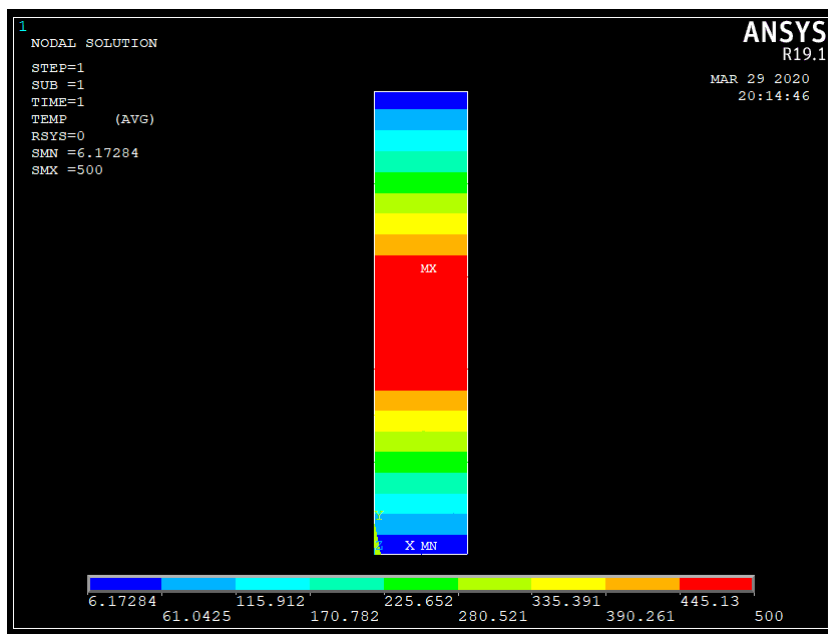 1
NODAL SOLUTION
STEP=1
SUB =1
TIME=1
TEMP (AVG)
RSYS=0
SMN =6.17284
SMX =500
ANSYS
R19.1
MAR 29 2020
20:14:46
MX
Y
Z X MN
6.17284 115.912 225.652 335.391 445.13
61.0425 170.782 280.521 390.261 500